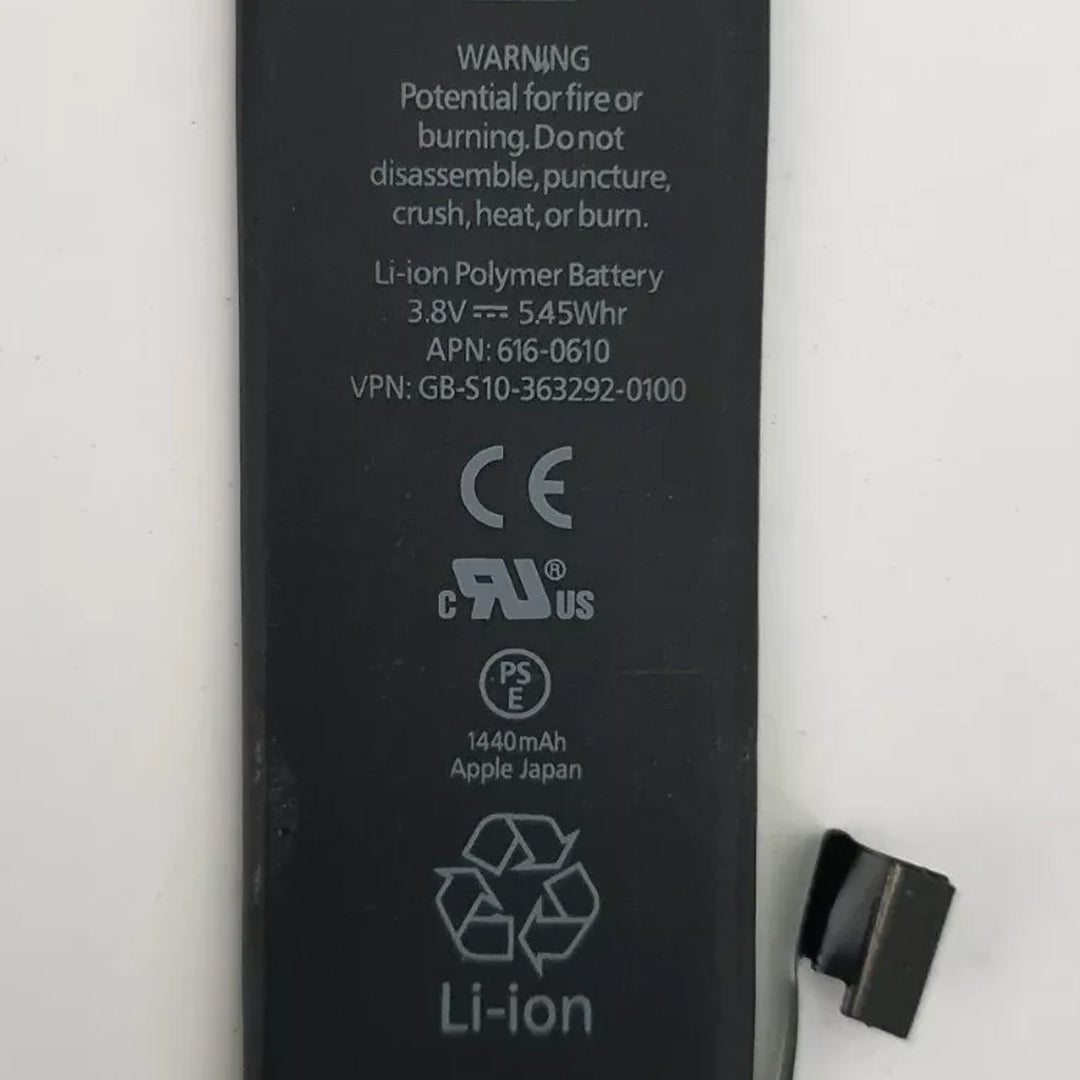 WARNING
Potential for fire or
burning. Do not
disassemble, puncture,
crush, heat, or burn.
Li-ion Polymer Battery
3.8V ⎓ 5.45Whr
APN: 616-0610
VPN: GB-S10-363292-0100
CE
c RU ® US
PS
E
1440mAh
Apple Japan
Li-ion